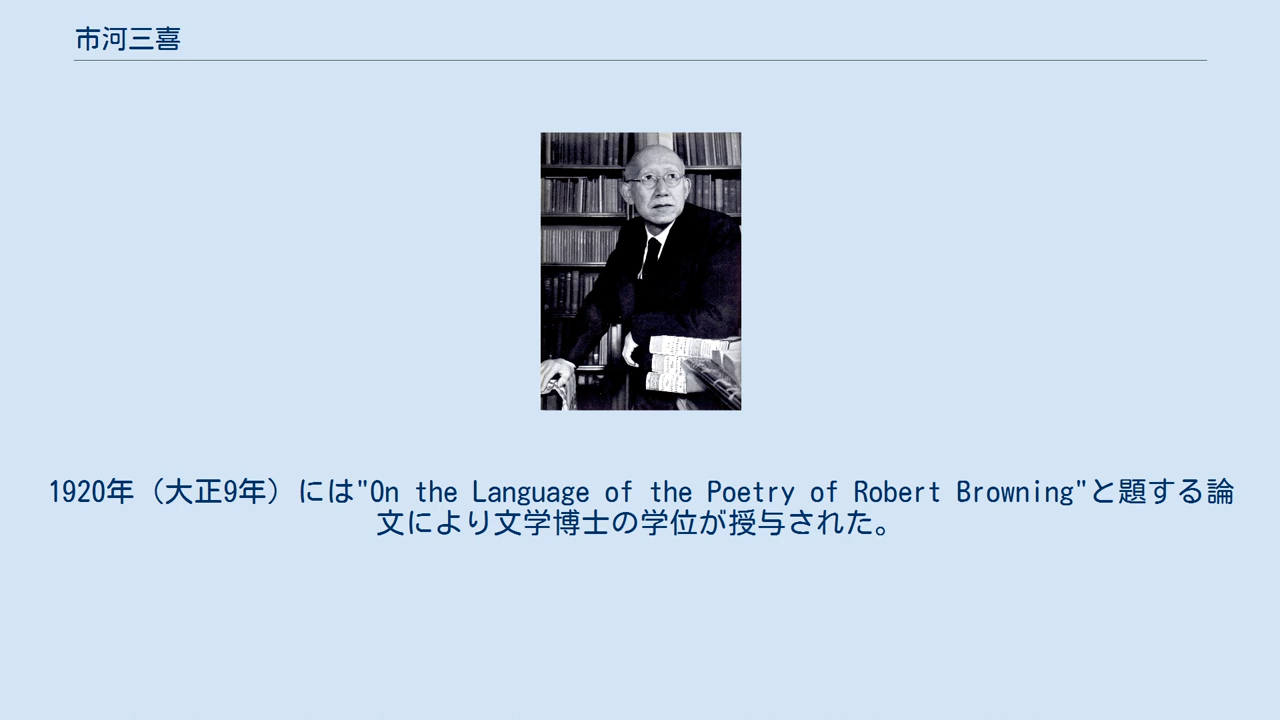 市河三喜
1920年（大正9年）には"On the Language of the Poetry of Robert Browning"と題する論
文により文学博士の学位が授与された。